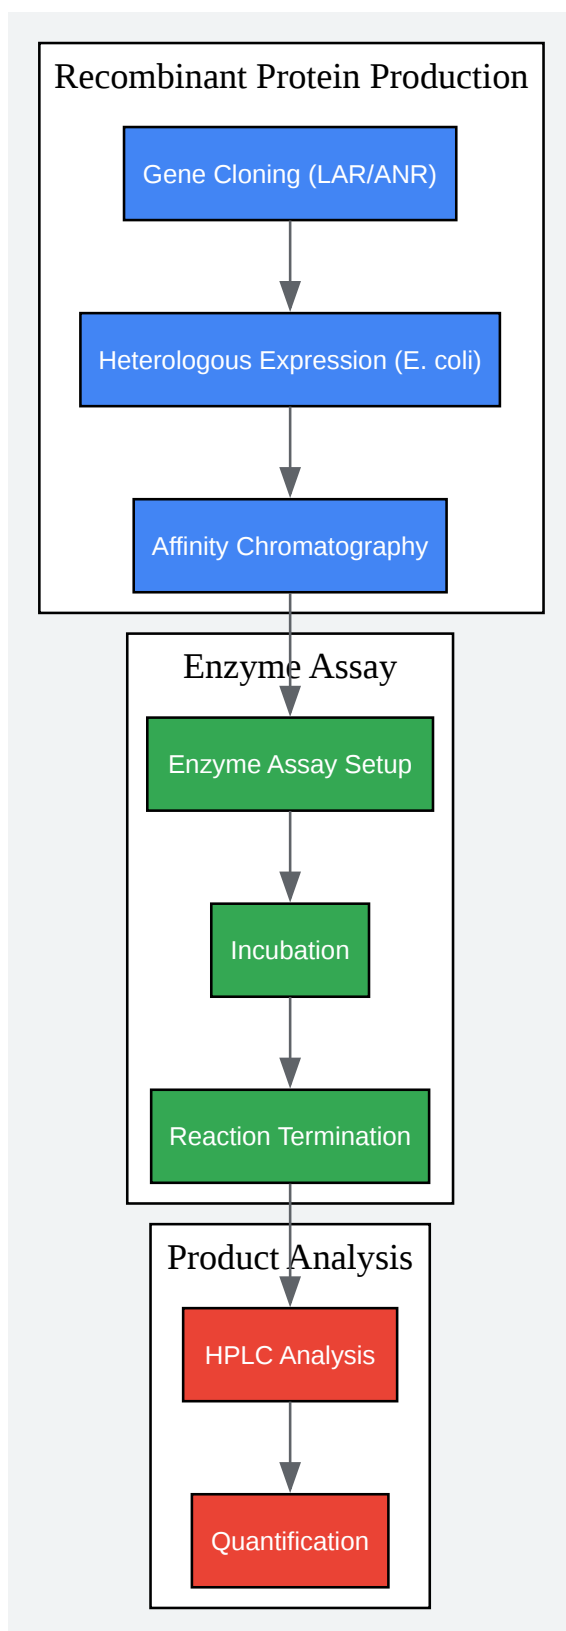 Recombinant Protein Production
Gene Cloning (LAR/ANR)
Heterologous Expression (E. coli)
Affinity Chromatography
Enzyme Assay
Enzyme Assay Setup
Incubation
Reaction Termination
Product Analysis
HPLC Analysis
Quantification